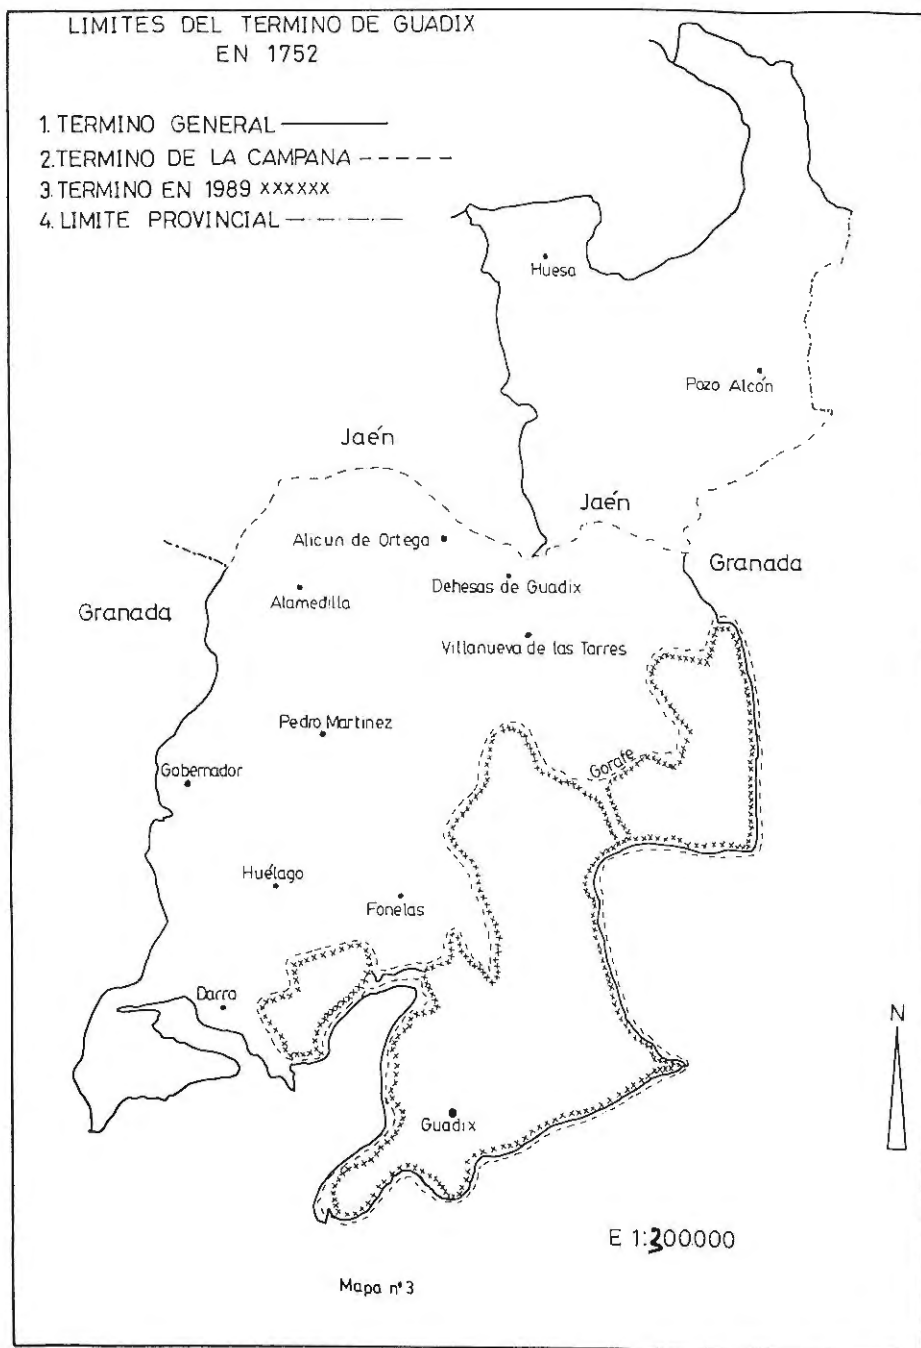 LIMITES DEL TERMINO DE GUADIX
EN 1752
1. TERMINO GENERAL
2. TERMINO DE LA CAMPANA
3. TERMINO EN 1989 xxxxxx
4. LIMITE PROVINCIAL
Huesa
Pozo Alcón
Jaén
Jaén
Alicun de Ortega
Granada
Dehesas de Guadix
Alamedilla
Granada
Villanueva de las Torres
Pedro Martinez
Gorafe
Gobernador
Huélago
Fonelas
Darro
N
Guadix
E 1:300000
Mapa nº 3